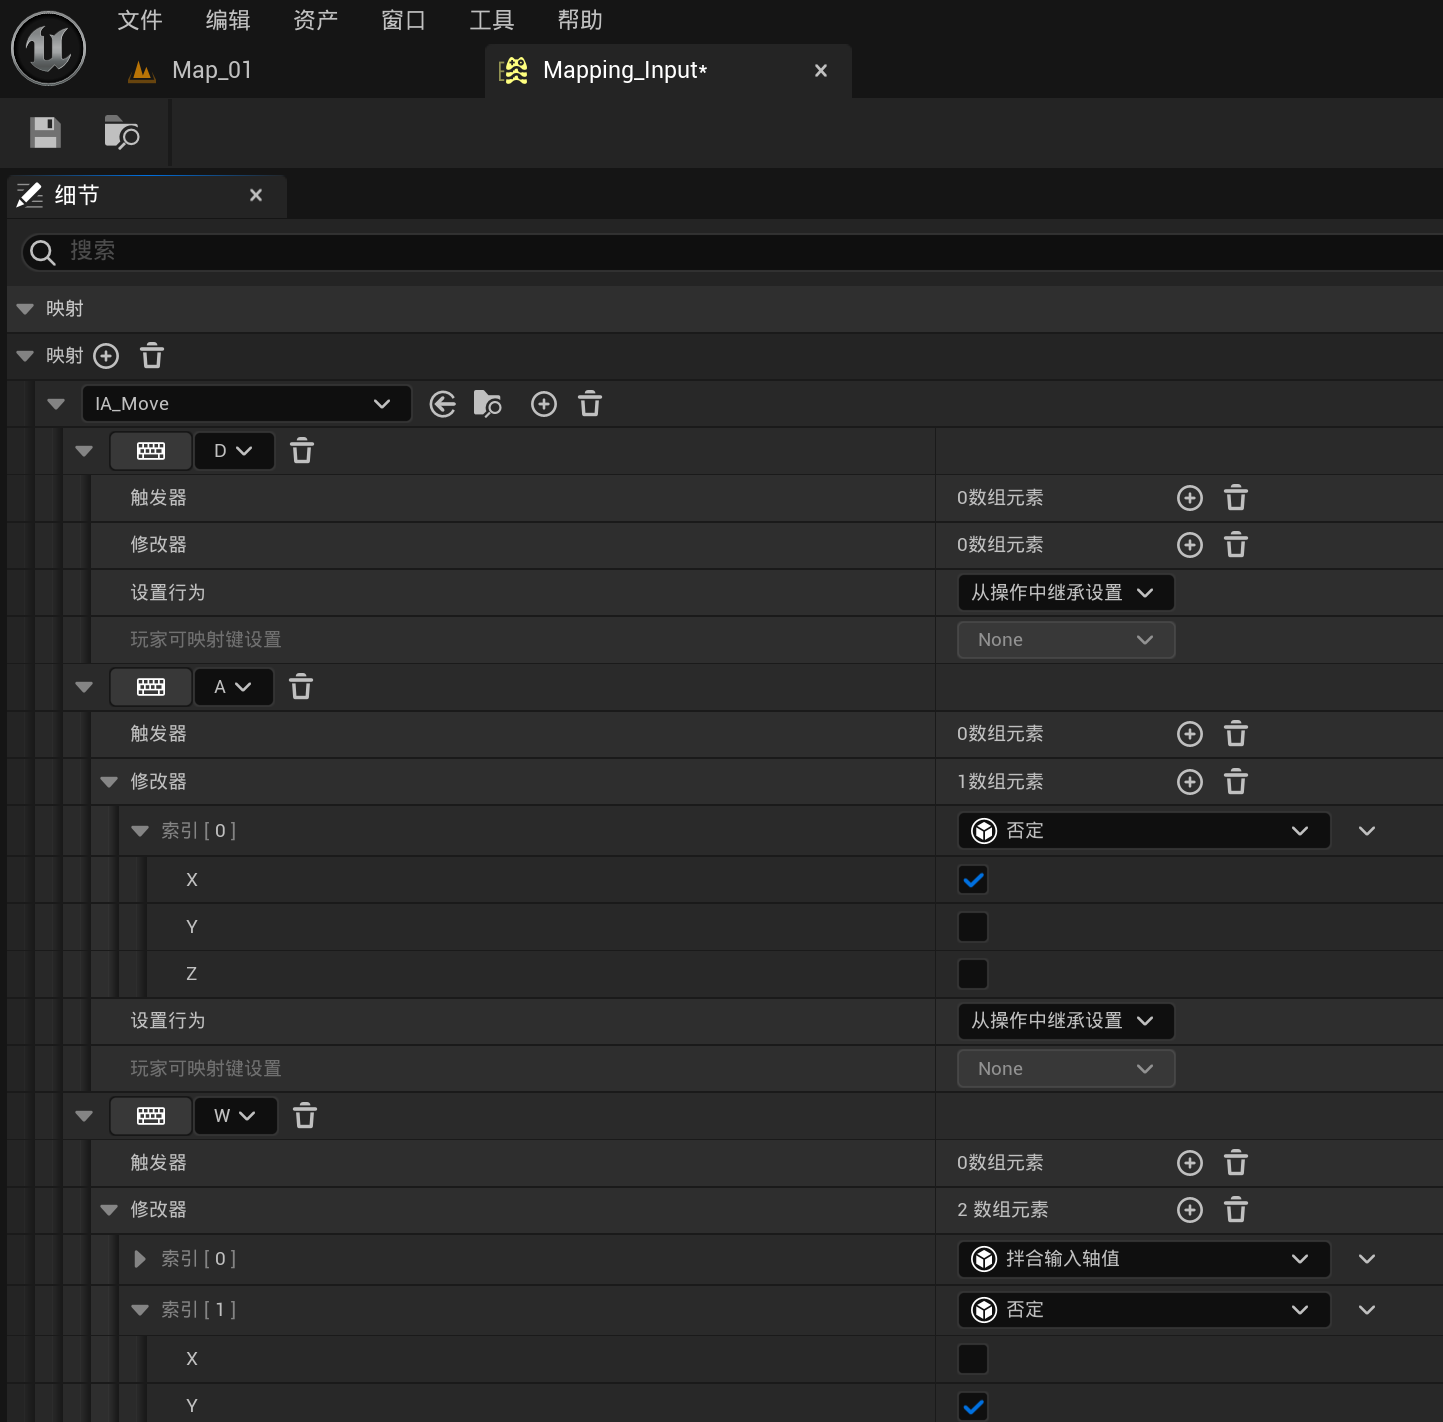 文件 编辑 资产 窗口 工具 帮助
Map_01
Mapping_Input*
细节
搜索
映射
映射
IA_Move
D
触发器 0数组元素
修改器 0数组元素
设置行为 从操作中继承设置
玩家可映射键设置 None
A
触发器 0数组元素
修改器 1数组元素
索引 [ 0 ] 否定
X
Y
Z
设置行为 从操作中继承设置
玩家可映射键设置 None
W
触发器 0数组元素
修改器 2 数组元素
索引 [ 0 ] 拌合输入轴值
索引 [ 1 ] 否定
X
Y